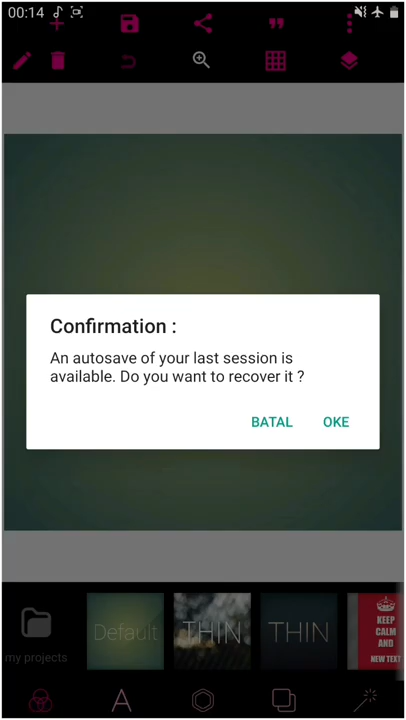 00:14
Confirmation :
An autosave of your last session is
available. Do you want to recover it ?
BATAL OKE
my projects
Default
THIN
THIN
KEEP
CALM
AND
NEW TEXT
A